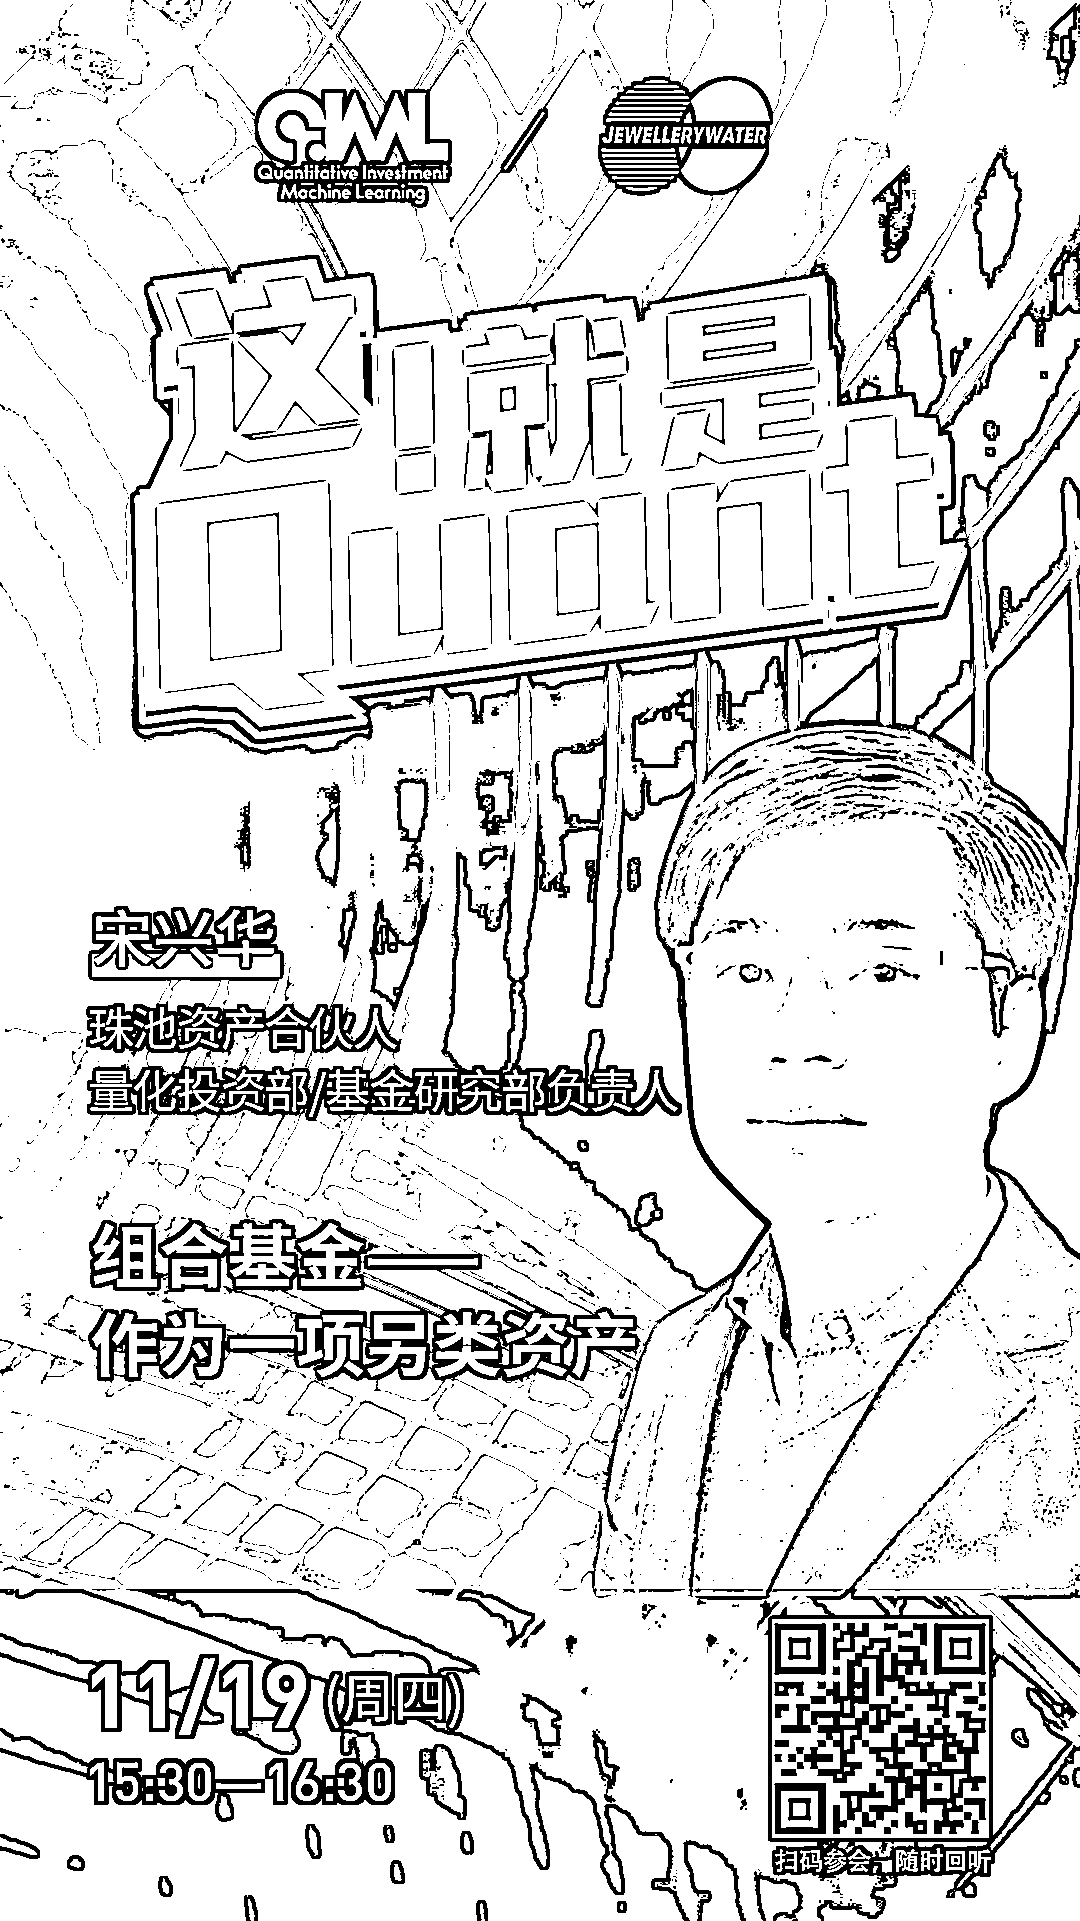 QIML
Quantitative Investment
Machine Learning
JEWELLERYWATER
这!就是
Quant
宋兴华
珠池资产合伙人
量化投资部/基金研究部负责人
组合基金——
作为一项另类资产
11/19(周四)
15:30—16:30
扫码参会 随时回听